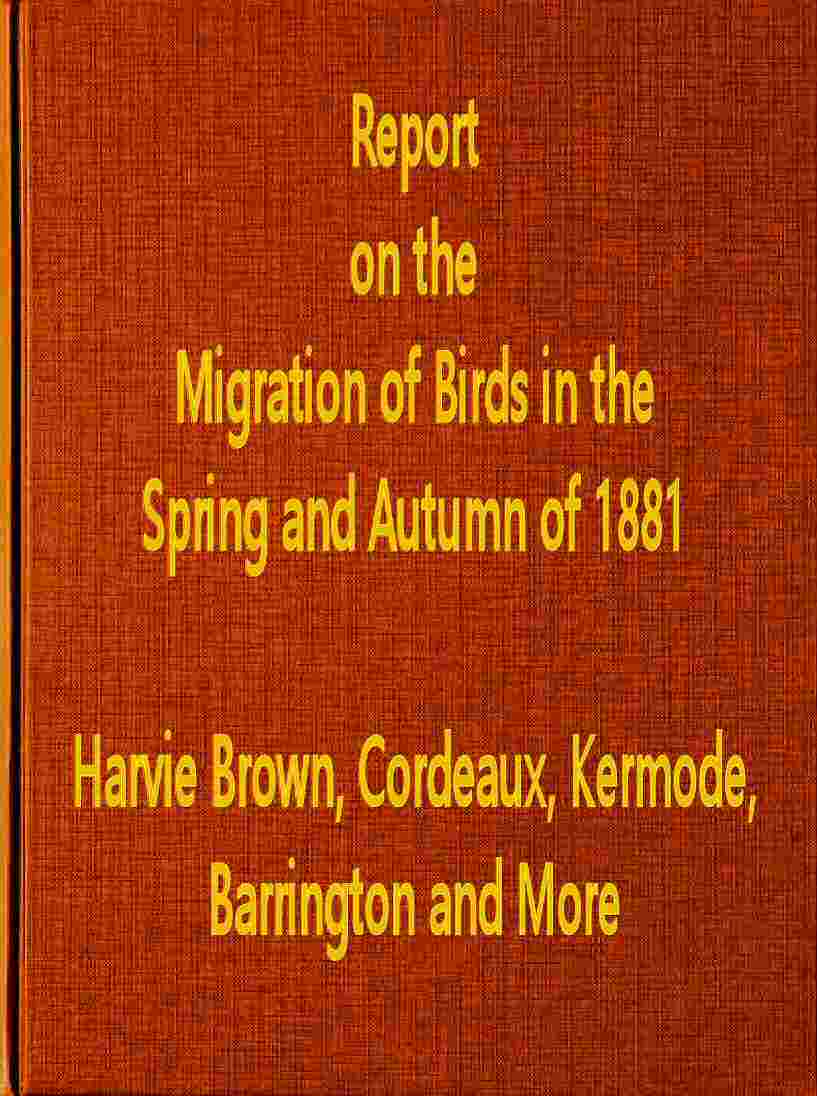 Report
on the
Migration of Birds in the
Spring and Autumn of 1881
Harvie Brown, Cordeaux, Kermode,
Barrington and More